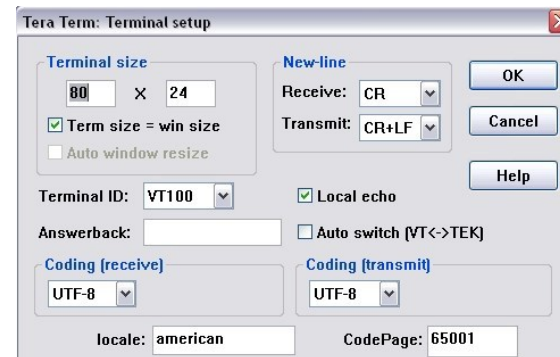 Tera Term: Terminal setup
Terminal size
80 X 24
Term size = win size
Auto window resize
New-line
Receive: CR
Transmit: CR+LF
OK
Cancel
Help
Terminal ID: VT100
Local echo
Answerback:
Auto switch (VT<->TEK)
Coding (receive)
UTF-8
Coding (transmit)
UTF-8
locale: american
CodePage: 65001